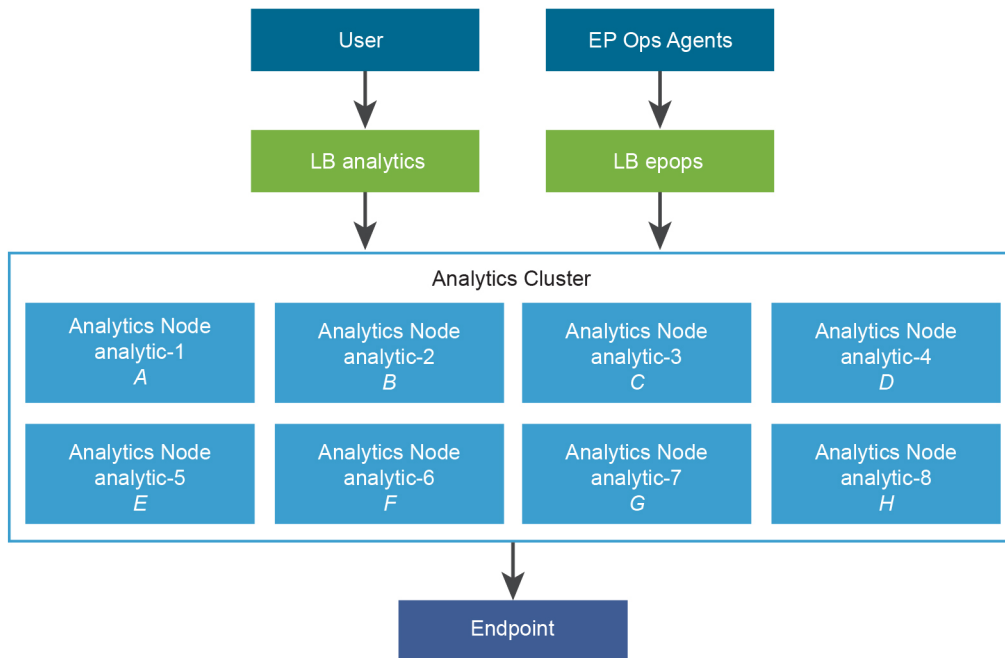 User
EP Ops Agents
LB analytics
LB epops
Analytics Cluster
Analytics Node
analytic-1
A
Analytics Node
analytic-2
B
Analytics Node
analytic-3
C
Analytics Node
analytic-4
D
Analytics Node
analytic-5
E
Analytics Node
analytic-6
F
Analytics Node
analytic-7
G
Analytics Node
analytic-8
H
Endpoint